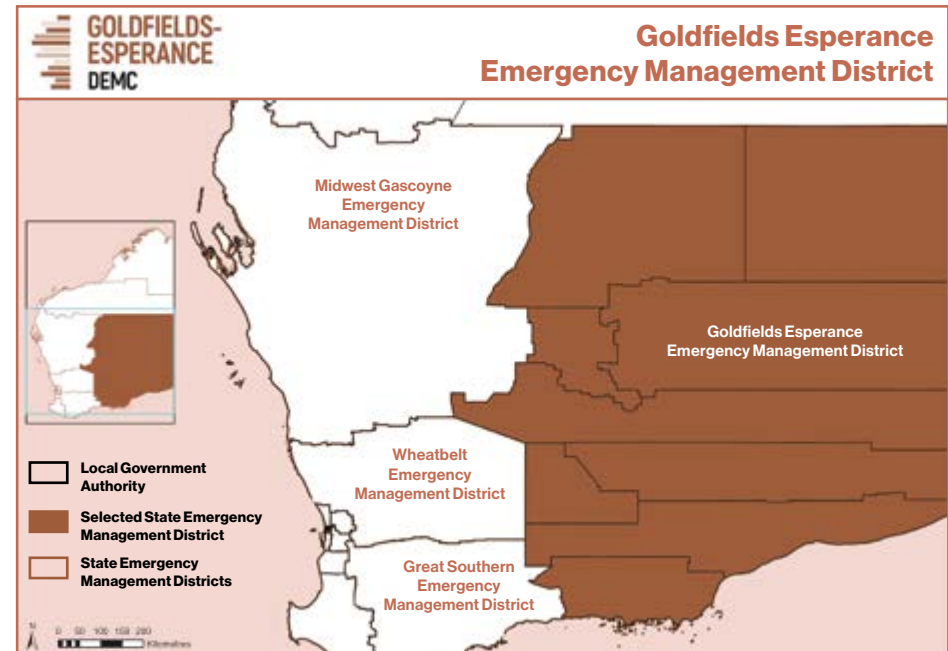 GOLDFIELDS-
ESPERANCE
DEMC
Goldfields Esperance
Emergency Management District
Midwest Gascoyne
Emergency
Management District
Goldfields Esperance
Emergency Management District
Wheatbelt
Emergency
Management District
Great Southern
Emergency
Management District
Local Government
Authority
Selected State Emergency
Management District
State Emergency
Management Districts
N
0 50 100 150 200
Kilometres